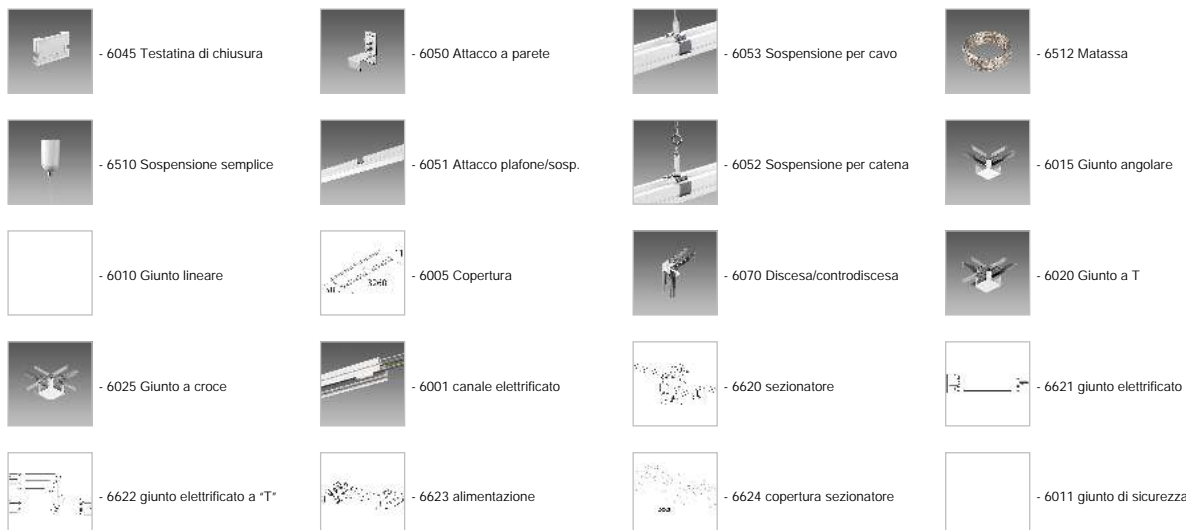 - 6045 Testatina di chiusura
- 6050 Attacco a parete
- 6053 Sospensione per cavo
- 6512 Matassa
- 6510 Sospensione semplice
- 6051 Attacco plafone/sosp.
- 6052 Sospensione per catena
- 6015 Giunto angolare
- 6010 Giunto lineare
- 6005 Copertura
- 6070 Discesa/controdiscesa
- 6020 Giunto a T
- 6025 Giunto a croce
- 6001 canale elettrificato
- 6620 sezionatore
- 6621 giunto elettrificato
- 6622 giunto elettrificato a "T"
- 6623 alimentazione
- 6624 copertura sezionatore
- 6011 giunto di sicurezza